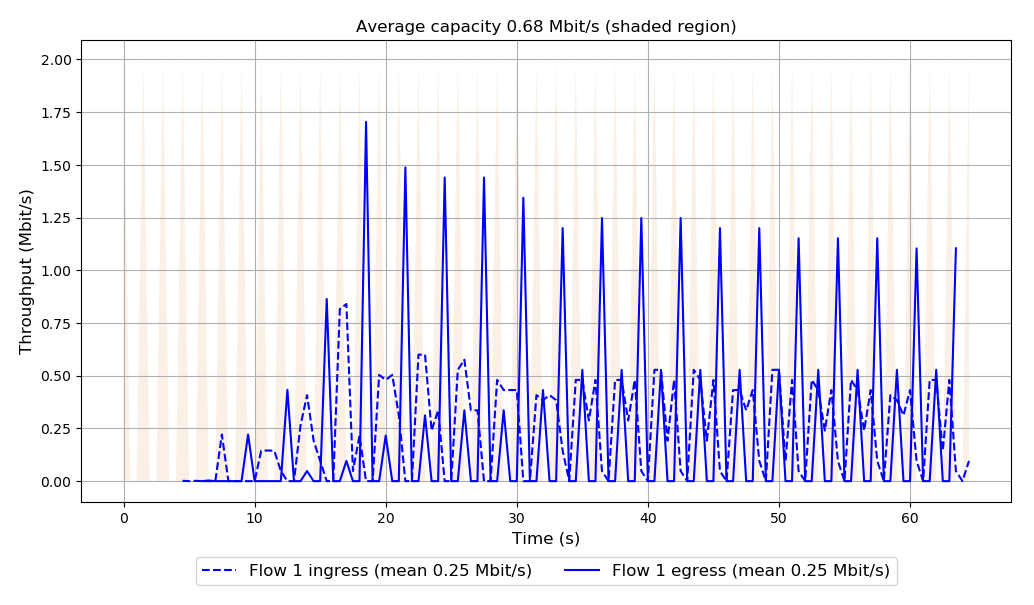 Average capacity 0.68 Mbit/s (shaded region)
2.00
1.75
1.50
1.25
1.00
0.75
0.50
0.25
0.00
Throughput (Mbit/s)
0 10 20 30 40 50 60
Time (s)
Flow 1 ingress (mean 0.25 Mbit/s) Flow 1 egress (mean 0.25 Mbit/s)